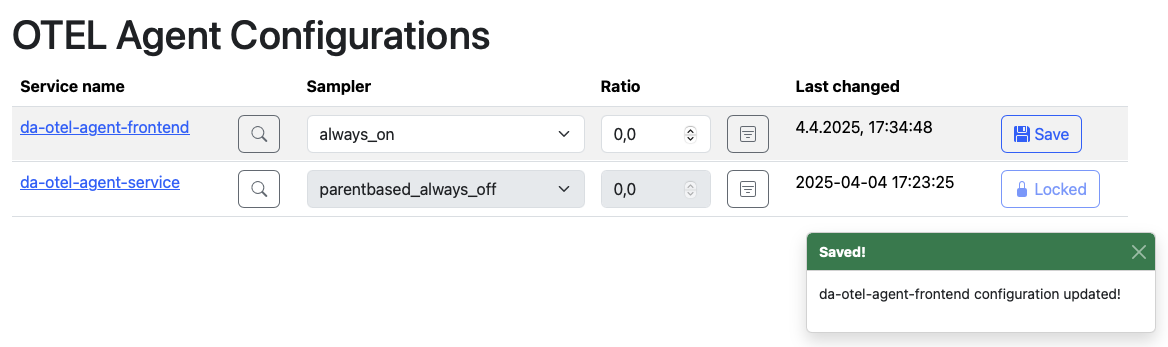 OTEL Agent Configurations
Service name Sampler Ratio Last changed
da-otel-agent-frontend always_on 0,0 4.4.2025, 17:34:48 Save
da-otel-agent-service parentbased_always_off 0,0 2025-04-04 17:23:25 Locked
Saved!
da-otel-agent-frontend configuration updated!